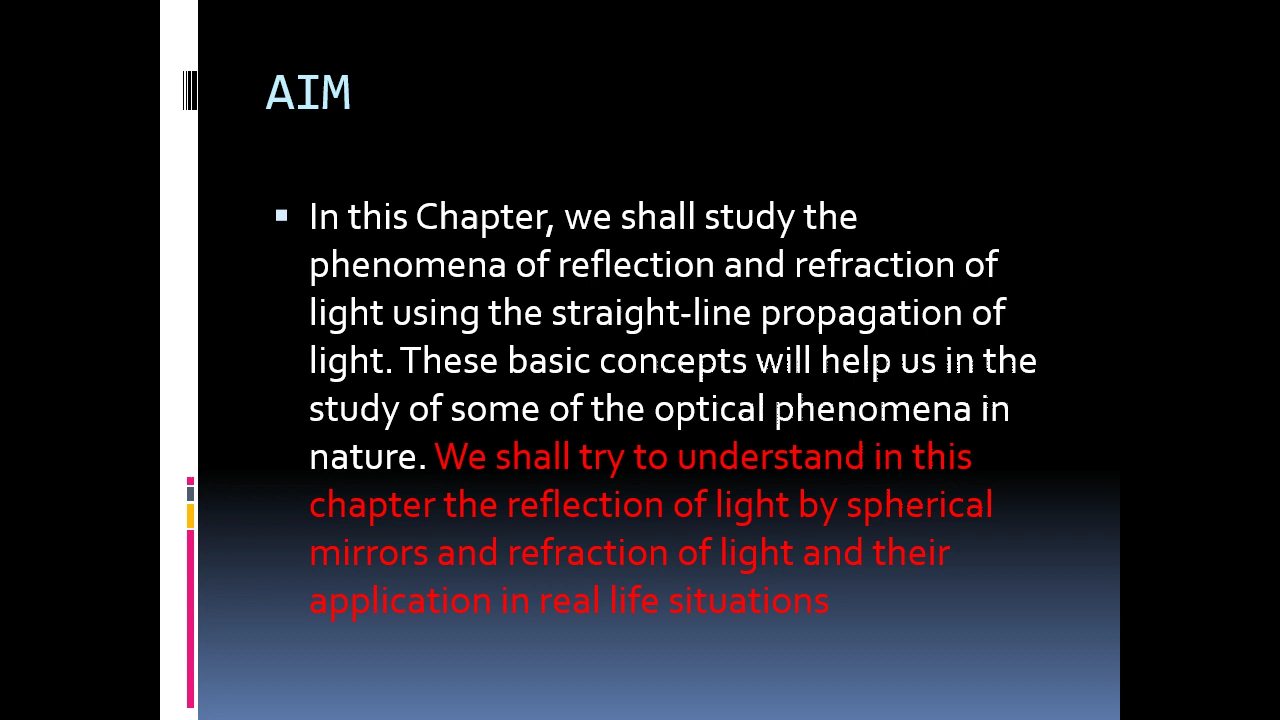 AIM
In this Chapter, we shall study the
phenomena of reflection and refraction of
light using the straight-line propagation of
light. These basic concepts will help us in the
study of some of the optical phenomena in
nature. We shall try to understand in this
chapter the reflection of light by spherical
mirrors and refraction of light and their
application in real life situations